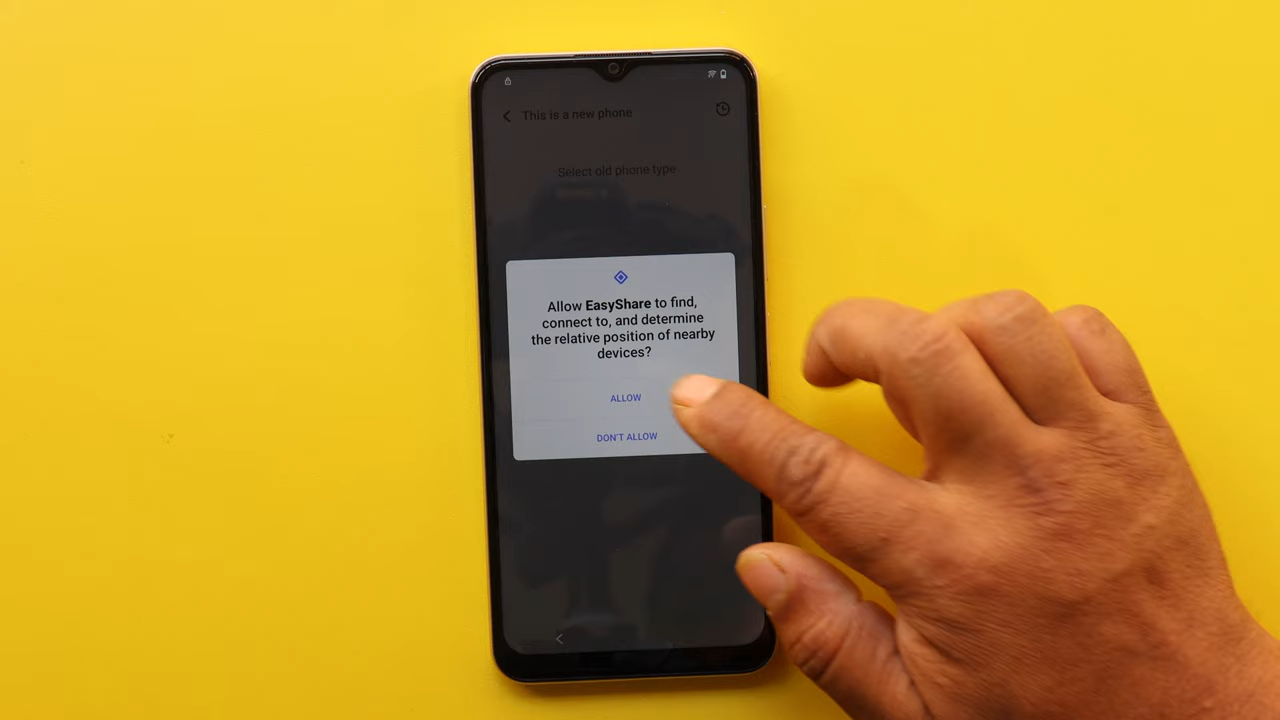 This is a new phone
Select old phone type
Allow EasyShare to find,
connect to, and determine
the relative position of nearby
devices?
ALLOW
DON'T ALLOW